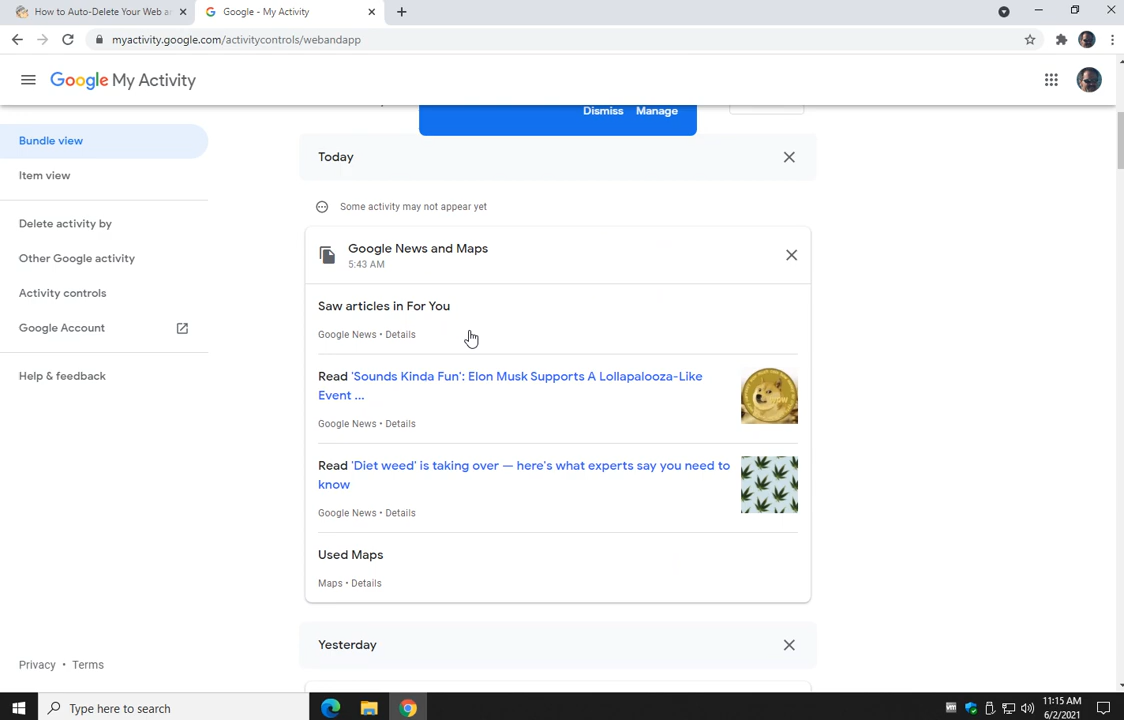 How to Auto-Delete Your Web a
Google - My Activity
myactivity.google.com/activitycontrols/webandapp
Google My Activity
Dismiss Manage
Bundle view
Item view
Delete activity by
Other Google activity
Activity controls
Google Account
Help & feedback
Privacy • Terms
Today
Some activity may not appear yet
Google News and Maps
5:43 AM
Saw articles in For You
Google News • Details
Read 'Sounds Kinda Fun': Elon Musk Supports A Lollapalooza-Like
Event ...
Google News • Details
Read 'Diet weed' is taking over — here's what experts say you need to
know
Google News • Details
Used Maps
Maps • Details
Yesterday
Type here to search
11:15 AM
6/2/2021